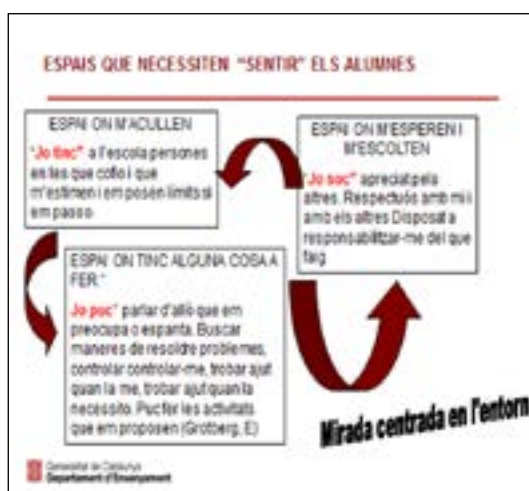 ESPAIS QUE NECESSITEN "SENTIR" ELS ALUMNES
ESPAI ON M'ACULLEN
"Jo tinc" a l'escola persones
en les que cofio i que
m'estimen i em posen límits si
em passo
ESPAI ON M'ESPEREN I
M'ESCOLTEN
"Jo soc" apreciat pels
altres. Respectuós amb mi i
amb els altres Disposat a
responsabilitzar-me del que
faig
ESPAI ON TINC ALGUNA COSA A
FER"
Jo puc" parlar d'allò que em
preocupa o espanta. Buscar
maneres de resoldre problemes,
controlar controlar-me, trobar ajut
quan la me, trobar ajut quan la
necessito. Puc fer les activitats
que em proposen (Grotberg, E)
Mirada centrada en l'entorn
Generalitat de Catalunya
Departament d'Ensenyament